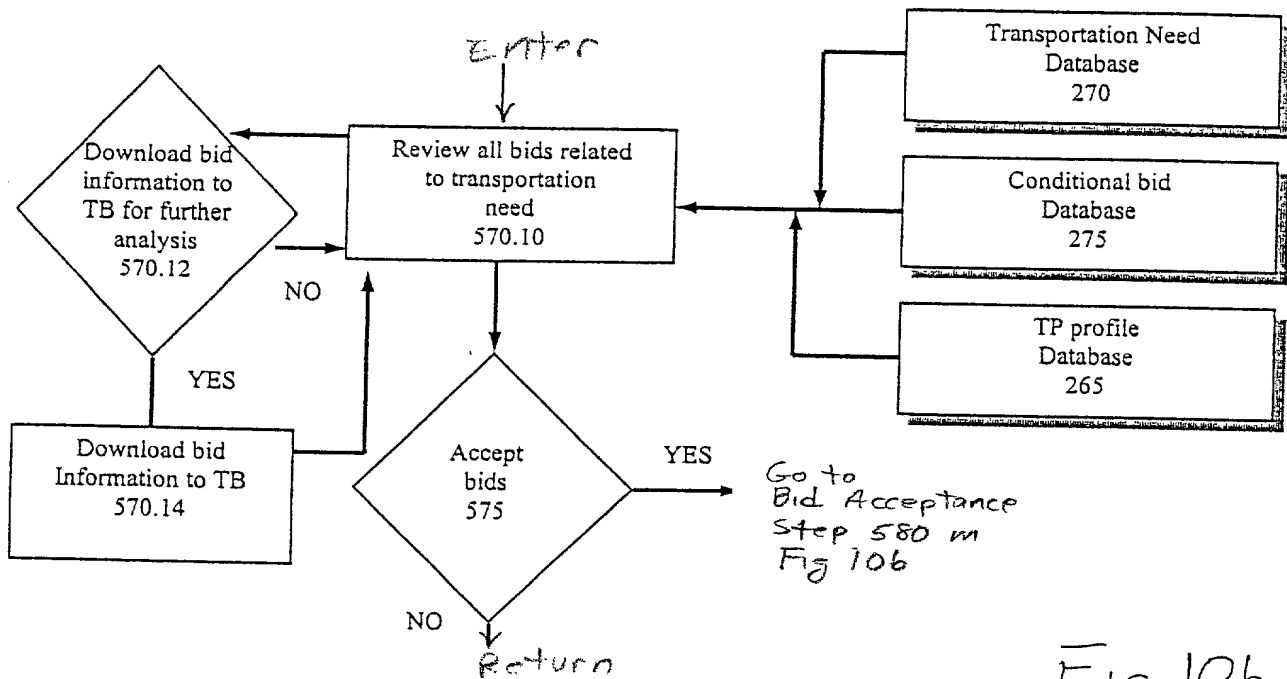 Enter
Transportation Need
Database
270
Download bid
information to
TB for further
analysis
570.12
Review all bids related
to transportation
need
570.10
Conditional bid
Database
275
NO
TP profile
Database
265
YES
Download bid
Information to TB
570.14
Accept
bids
575
YES
Go to
Bid Acceptance
Step 580 in
Fig 10b
NO
Return
Fig 10b